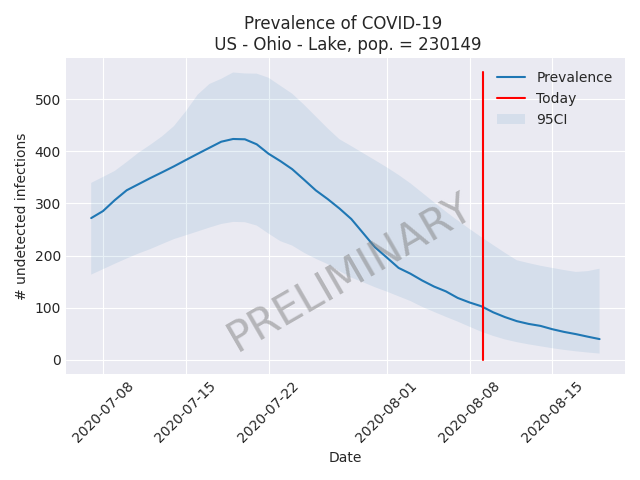 Prevalence of COVID-19
US - Ohio - Lake, pop. = 230149
# undetected infections
500
400
300
200
100
0
Prevalence
Today
95CI
PRELIMINARY
2020-07-08
2020-07-15
2020-07-22
2020-08-01
2020-08-08
2020-08-15
Date